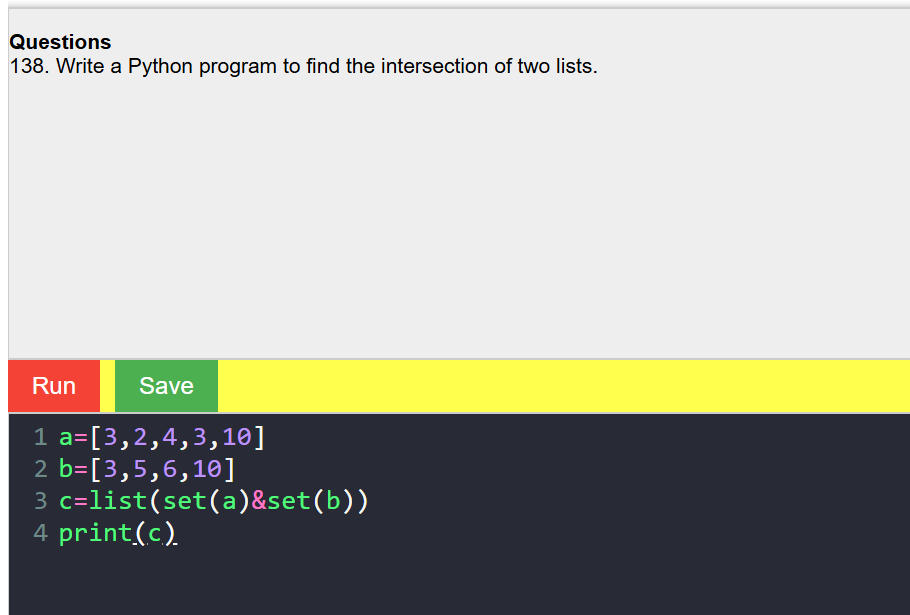 Questions
138. Write a Python program to find the intersection of two lists.
Run Save
1 a=[3,2,4,3,10]
2 b=[3,5,6,10]
3 c=list(set(a)&set(b))
4 print(c)